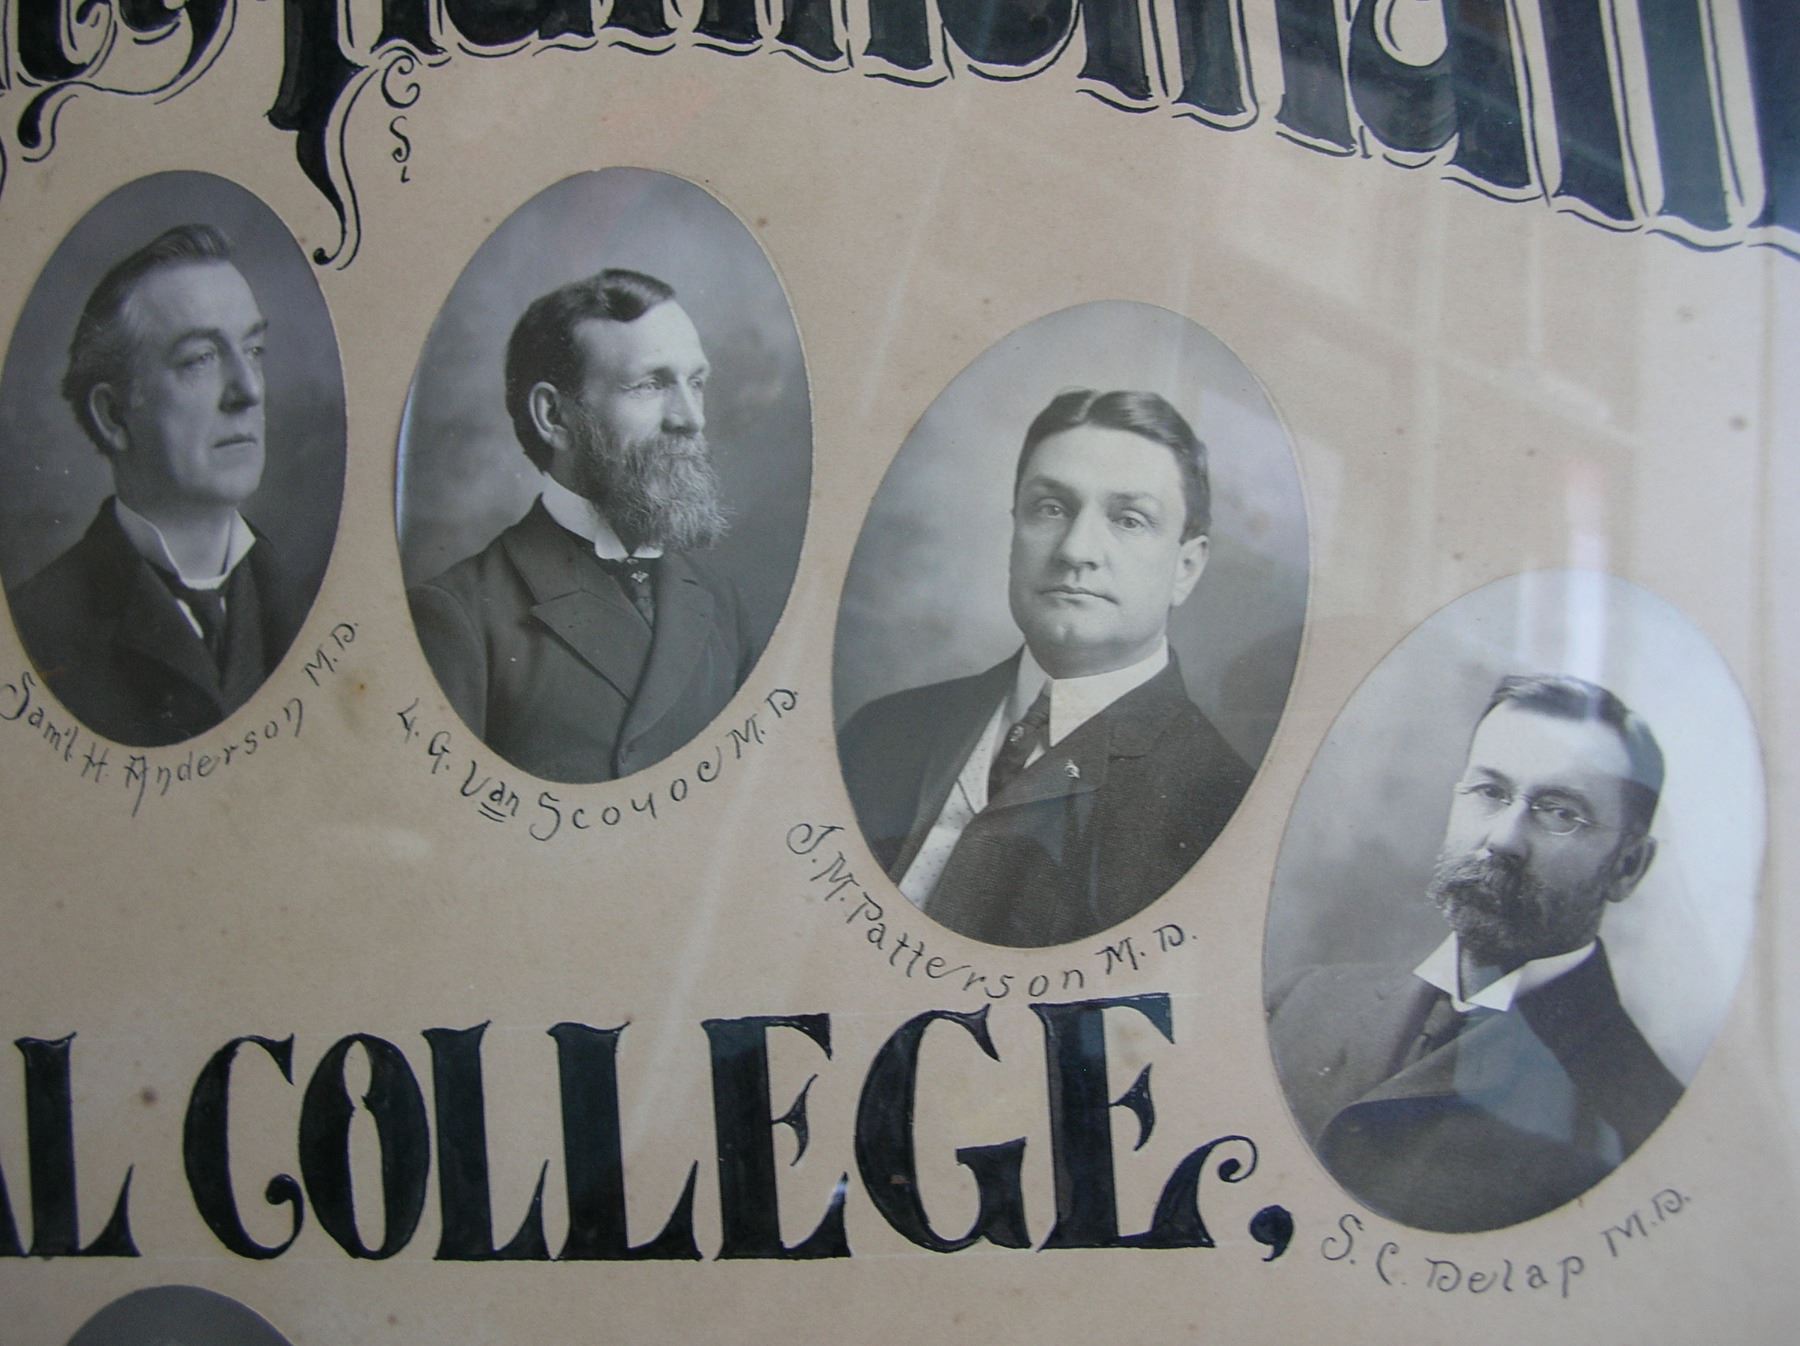 Sam'l H. Anderson M.D.
L. G. Van Scoyoc M.D.
J. M. Patterson M.D.
AL COLLEGE,
S. C. Delap M.D.